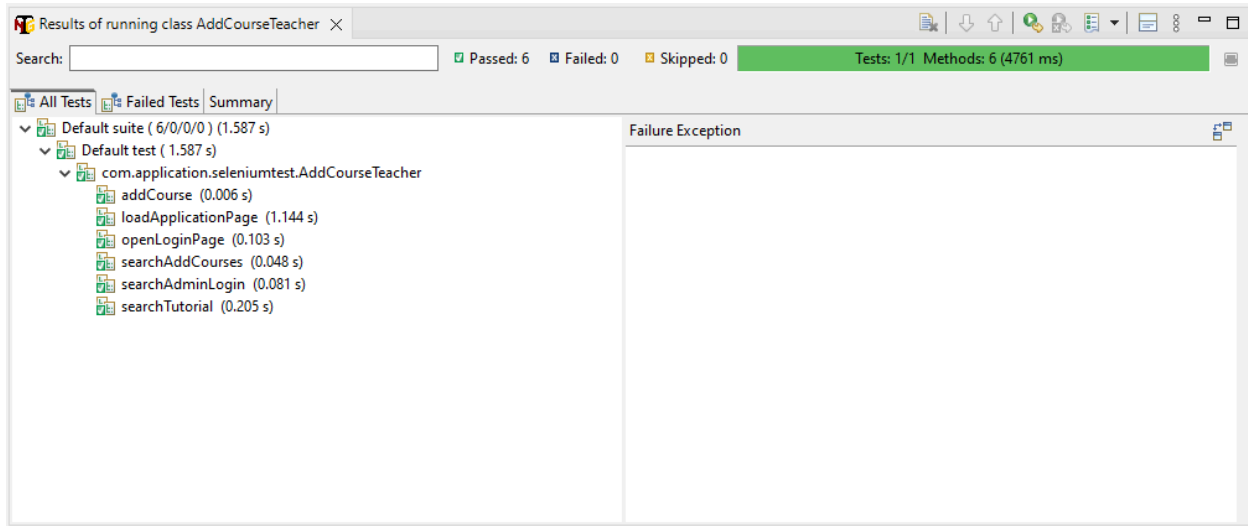 Results of running class AddCourseTeacher
Search: Passed: 6 Failed: 0 Skipped: 0 Tests: 1/1 Methods: 6 (4761 ms)
All Tests Failed Tests Summary
Default suite ( 6/0/0/0 ) (1.587 s)
Failure Exception
Default test ( 1.587 s)
com.application.seleniumtest.AddCourseTeacher
addCourse (0.006 s)
loadApplicationPage (1.144 s)
openLoginPage (0.103 s)
searchAddCourses (0.048 s)
searchAdminLogin (0.081 s)
searchTutorial (0.205 s)